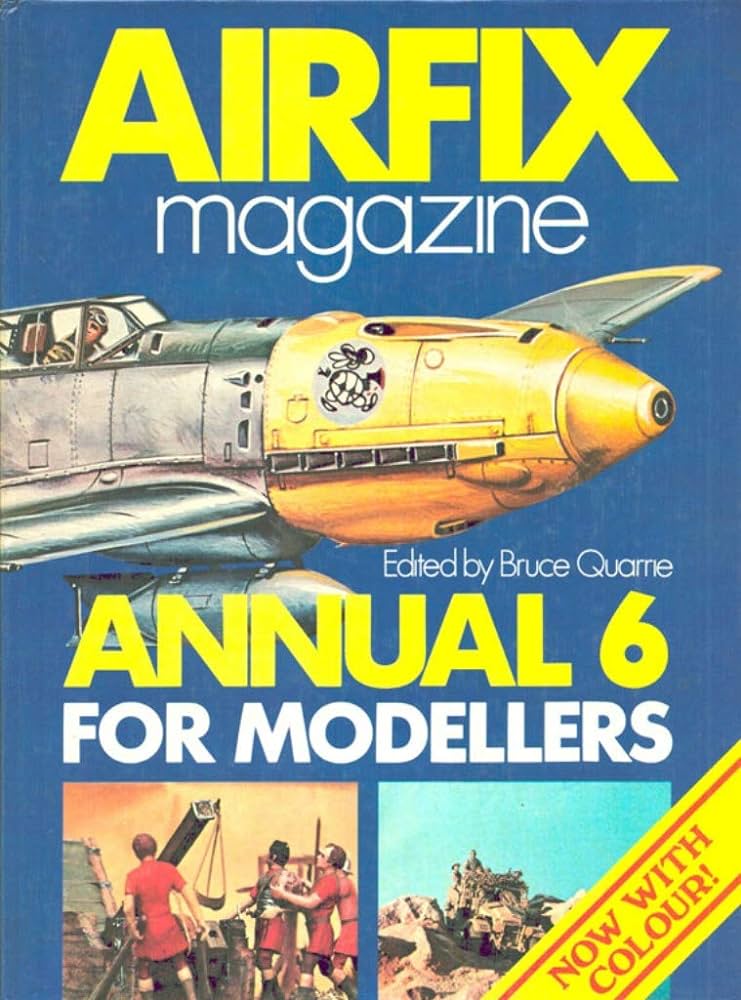 AIRFIX
magazine
Edited by Bruce Quarrie
ANNUAL 6
FOR MODELLERS
NOW WITH
COLOUR!